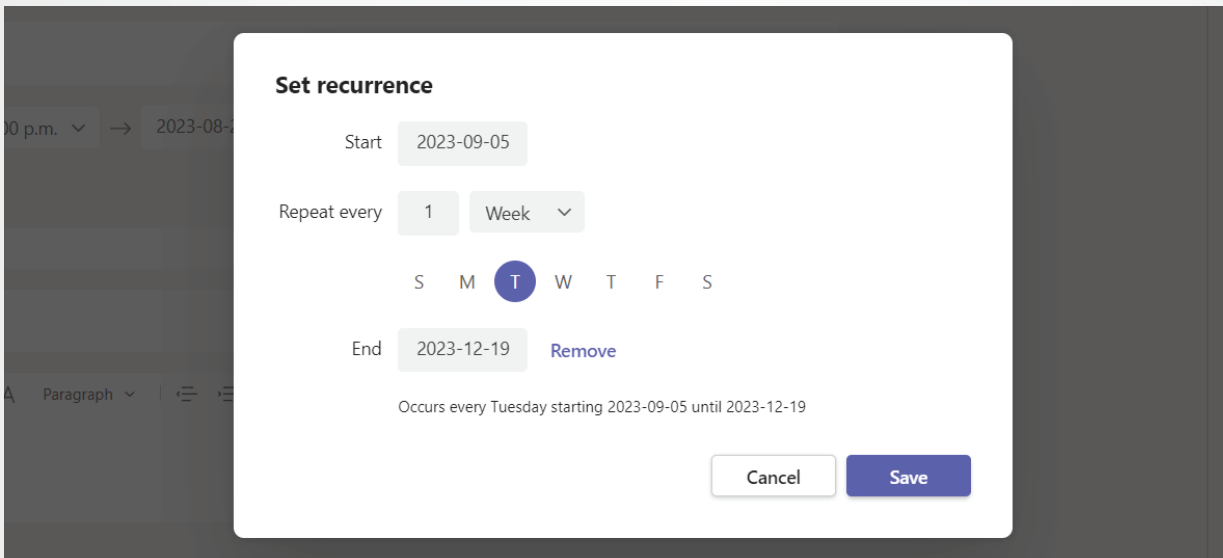 Set recurrence
00 p.m. → 2023-08-2
Start 2023-09-05
Repeat every 1 Week
S M T W T F S
End 2023-12-19 Remove
A Paragraph
Occurs every Tuesday starting 2023-09-05 until 2023-12-19
Cancel Save